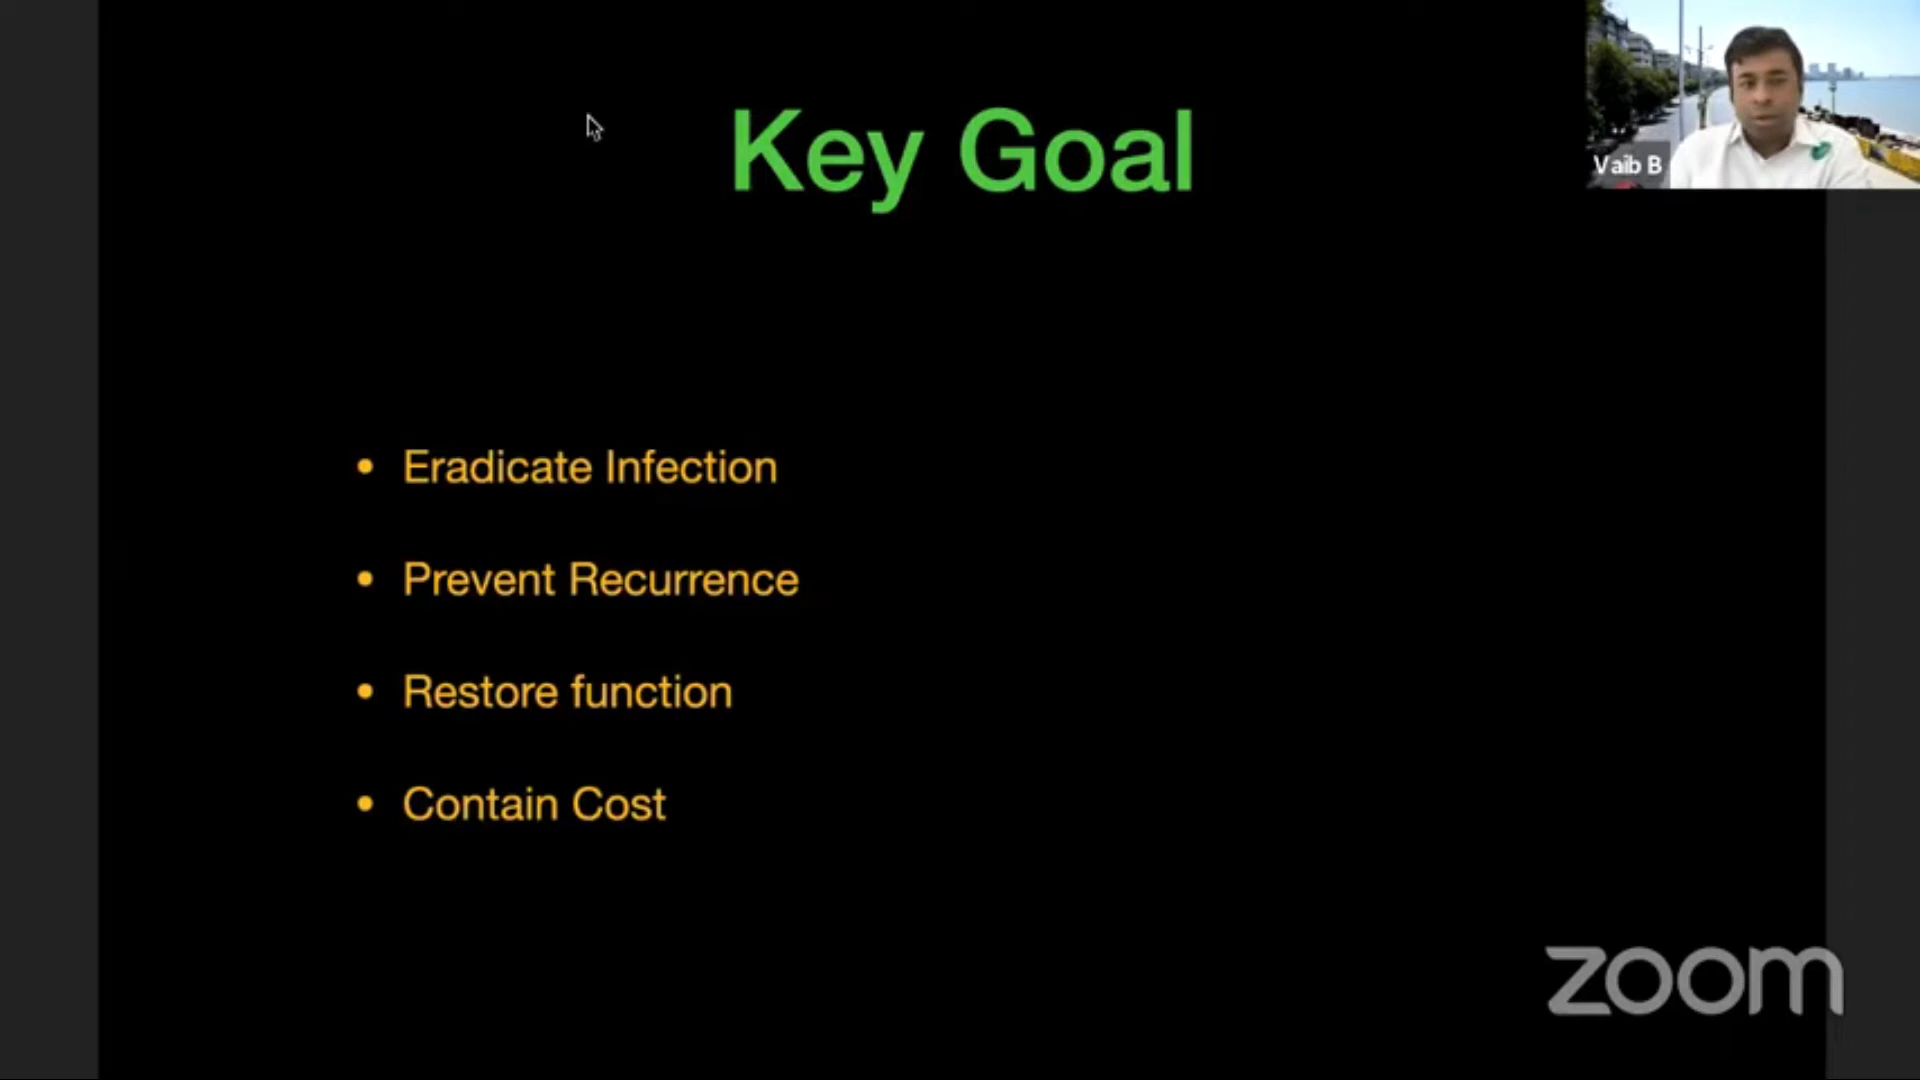 Key Goal
Vaib B
• Eradicate Infection
• Prevent Recurrence
• Restore function
• Contain Cost
zoom